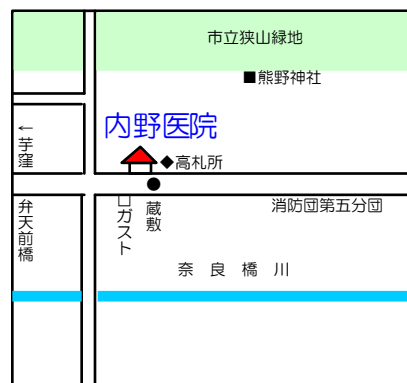 市立狭山緑地
■熊野神社
内野医院
◆高札所
←芋窪
●
蔵敷
ロガスト
消防団第五分団
弁天前橋
奈良橋川